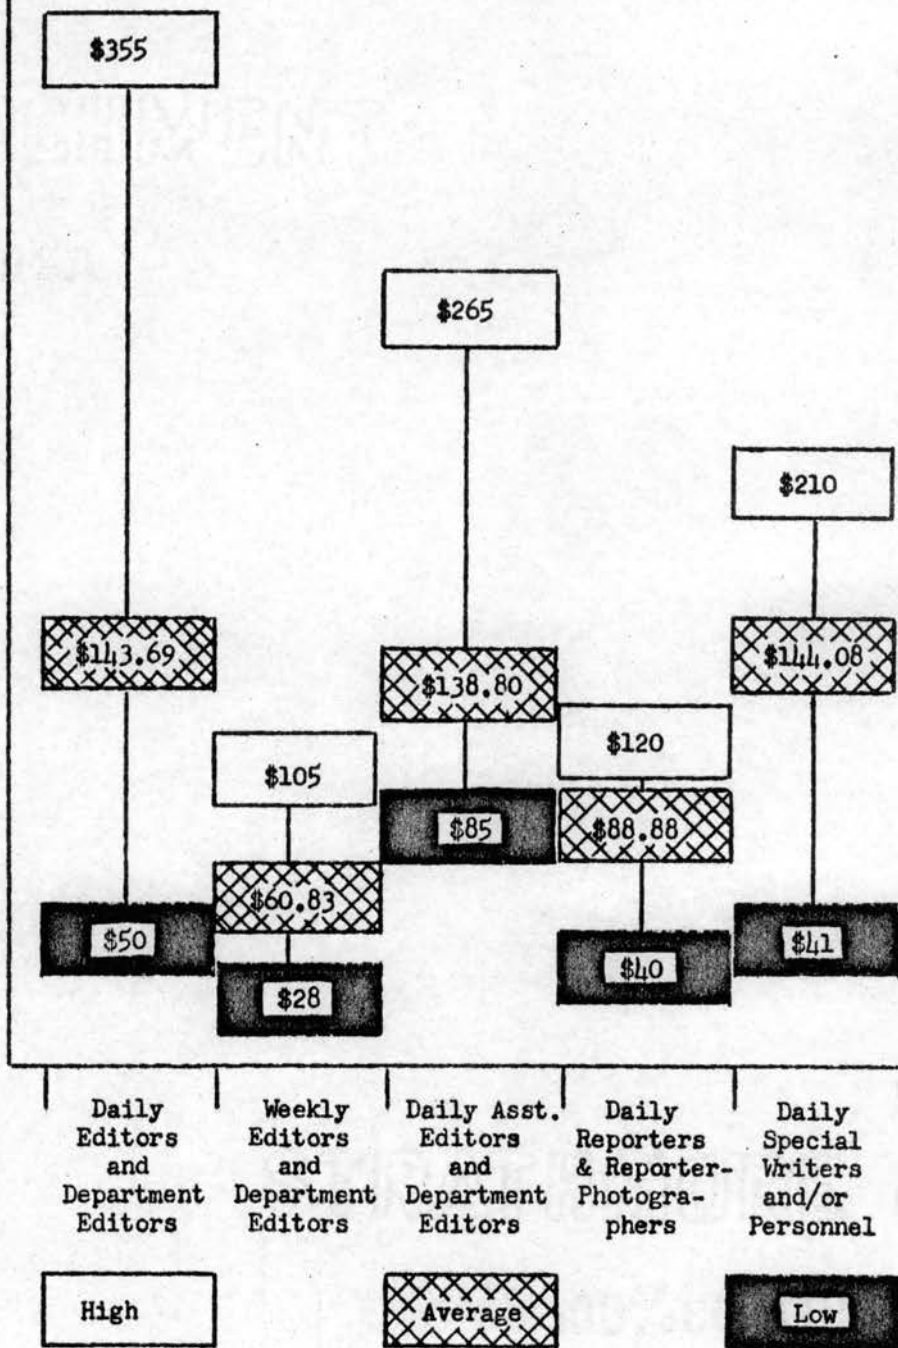 $355
$265
$210
$143.69
$138.80
$144.08
$105
$120
$85
$88.88
$60.83
$50
$28
$40
$41
Daily
Editors
and
Department
Editors
Weekly
Editors
and
Department
Editors
Daily Asst.
Editors
and
Department
Editors
Daily
Reporters
& Reporter-
Photogra-
phers
Daily
Special
Writers
and/or
Personnel
High
Average
Low